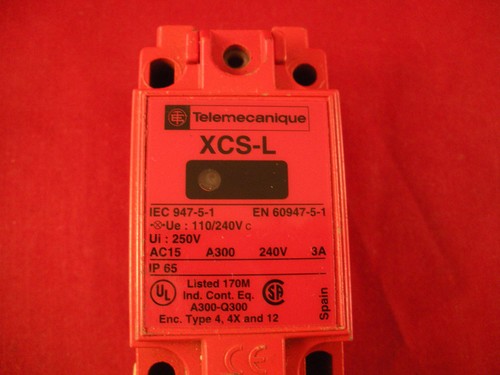 Telemecanique
XCS-L
IEC 947-5-1 EN 60947-5-1
Ue : 110/240V c
Ui : 250V
AC15 A300 240V 3A
IP 65
UL Listed 170M SA
Ind. Cont. Eq.
A300-Q300
Enc. Type 4, 4X and 12
Spain
CE